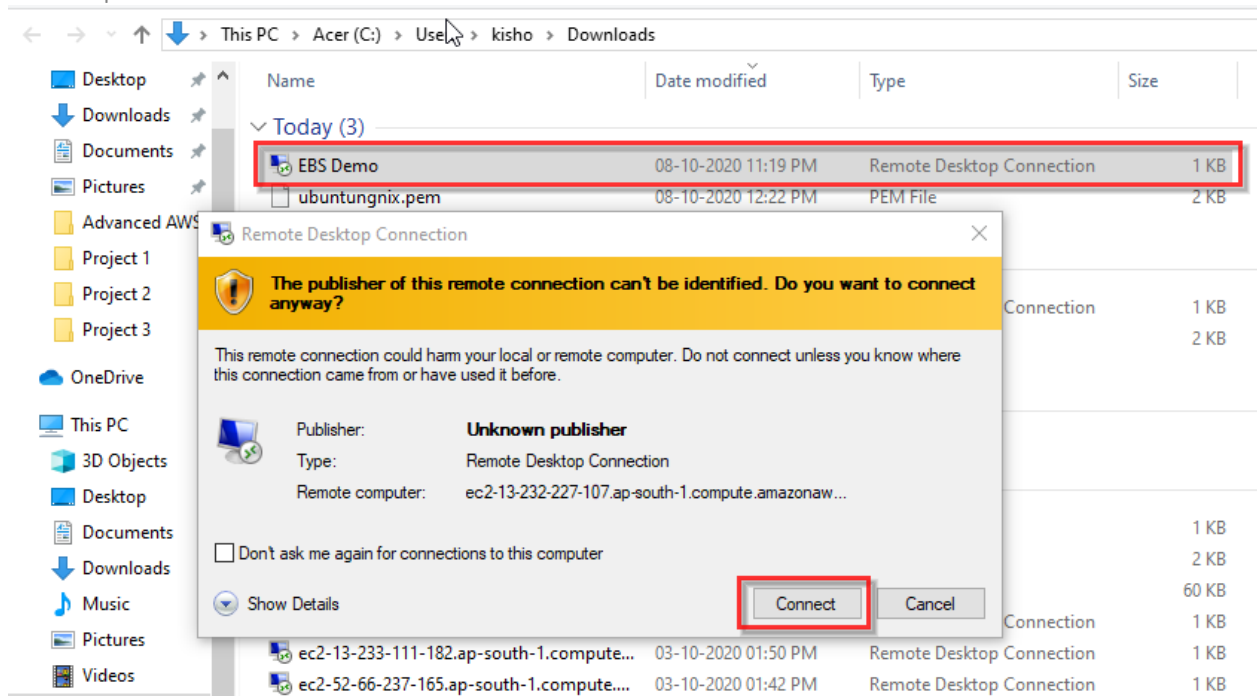 This PC > Acer (C:) > Use > kisho > Downloads
Name Date modified Type Size
Desktop
Downloads
Documents
Pictures
Advanced AWS
Project 1
Project 2
Project 3
OneDrive
This PC
3D Objects
Desktop
Documents
Downloads
Music
Pictures
Videos
Today (3)
EBS Demo 08-10-2020 11:19 PM Remote Desktop Connection 1 KB
ubuntungnix.pem 08-10-2020 12:22 PM PEM File 2 KB
Remote Desktop Connection
The publisher of this remote connection can't be identified. Do you want to connect
anyway?
This remote connection could harm your local or remote computer. Do not connect unless you know where
this connection came from or have used it before.
Publisher: Unknown publisher
Type: Remote Desktop Connection
Remote computer: ec2-13-232-227-107.ap-south-1.compute.amazonaw...
Don't ask me again for connections to this computer
Show Details Connect Cancel
Connection 1 KB
2 KB
1 KB
2 KB
60 KB
Connection 1 KB
ec2-13-233-111-182.ap-south-1.compute... 03-10-2020 01:50 PM Remote Desktop Connection 1 KB
ec2-52-66-237-165.ap-south-1.compute.... 03-10-2020 01:42 PM Remote Desktop Connection 1 KB